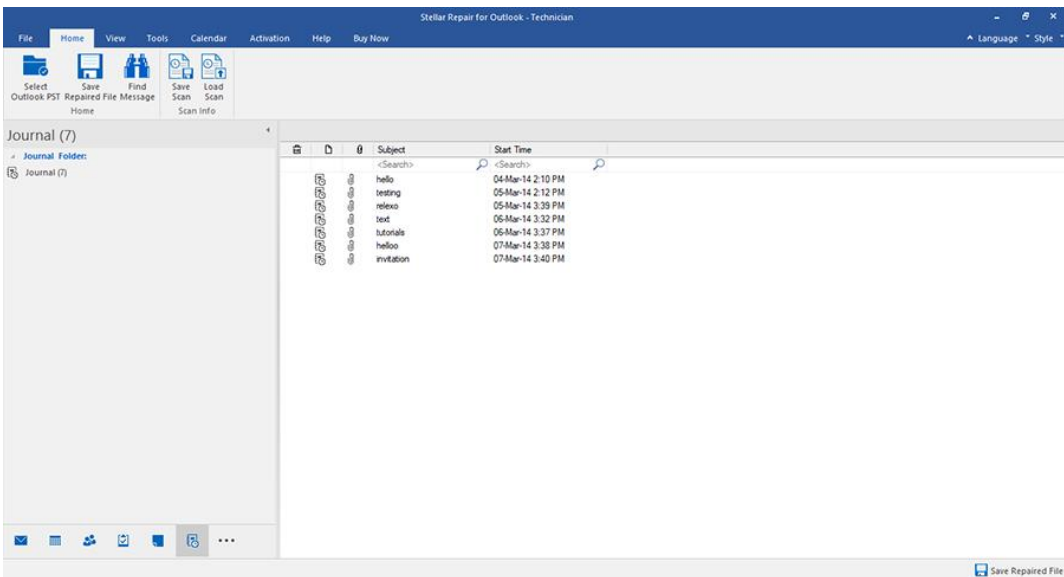 Stellar Repair for Outlook - Technician
File Home View Tools Calendar Activation Help Buy Now Language Style
Select Outlook PST
Save Repaired File
Find Message
Save Scan
Load Scan
Home Scan Info
Journal (7)
Journal Folder:
Journal (7)
Subject Start Time
<Search> <Search>
hello 04-Mar-14 2:10 PM
testing 05-Mar-14 2:12 PM
relexo 05-Mar-14 3:39 PM
text 06-Mar-14 3:32 PM
tutorials 06-Mar-14 3:37 PM
helloo 07-Mar-14 3:38 PM
invitation 07-Mar-14 3:40 PM
Save Repaired File